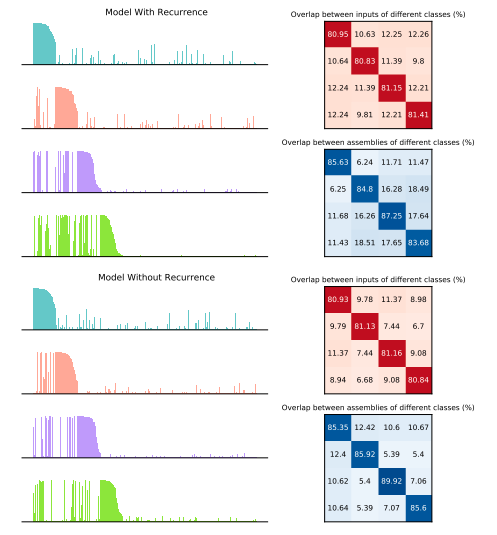 Model With Recurrence
Overlap between inputs of different classes (%)
80.95 10.63 12.25 12.26
10.64 80.83 11.39 9.8
12.24 11.39 81.15 12.21
12.24 9.81 12.21 81.41
Overlap between assemblies of different classes (%)
85.63 6.24 11.71 11.47
6.25 84.8 16.28 18.49
11.68 16.26 87.25 17.64
11.43 18.51 17.65 83.68
Model Without Recurrence
Overlap between inputs of different classes (%)
80.93 9.78 11.37 8.98
9.79 81.13 7.44 6.7
11.37 7.44 81.16 9.08
8.94 6.68 9.08 80.84
Overlap between assemblies of different classes (%)
85.35 12.42 10.6 10.67
12.4 85.92 5.39 5.4
10.62 5.4 89.92 7.06
10.64 5.39 7.07 85.6